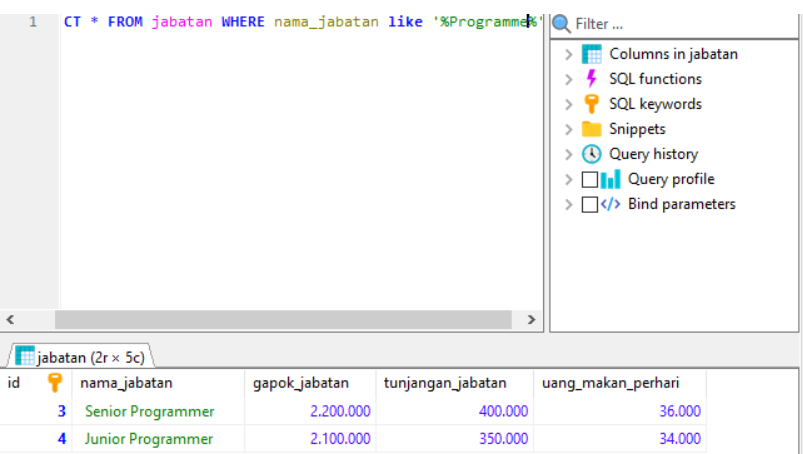 1 CT * FROM jabatan WHERE nama_jabatan like '%Programme%'
Filter ...
Columns in jabatan
SQL functions
SQL keywords
Snippets
Query history
Query profile
Bind parameters
jabatan (2r × 5c)
id nama_jabatan gapok_jabatan tunjangan_jabatan uang_makan_perhari
3 Senior Programmer 2.200.000 400.000 36.000
4 Junior Programmer 2.100.000 350.000 34.000